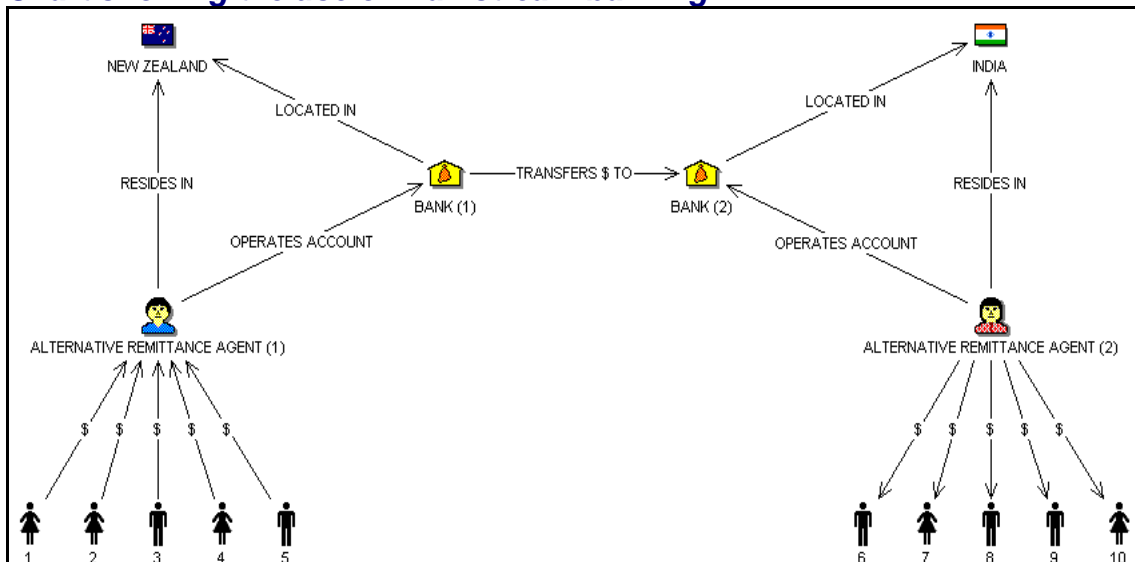 NEW ZEALAND
INDIA
LOCATED IN
LOCATED IN
TRANSFERS $ TO
RESIDES IN
RESIDES IN
BANK (1)
BANK (2)
OPERATES ACCOUNT
OPERATES ACCOUNT
ALTERNATIVE REMITTANCE AGENT (1)
ALTERNATIVE REMITTANCE AGENT (2)
$ $ $ $ $
$ $ $ $ $
1 2 3 4 5
6 7 8 9 10